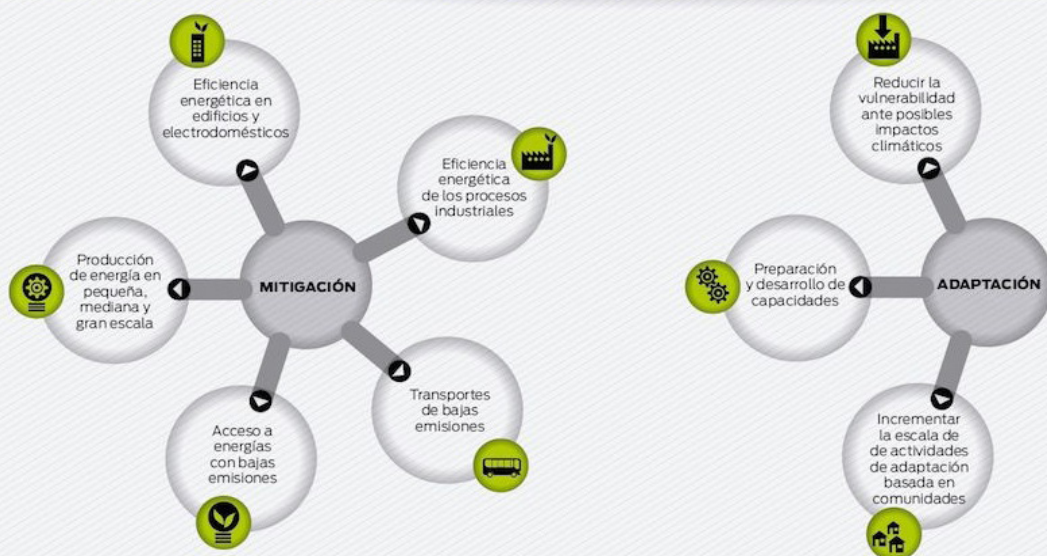 Eficiencia
energética en
edificios y
electrodomésticos
Eficiencia
energética
de los procesos
industriales
Producción
de energía en
pequeña,
mediana y
gran escala
MITIGACIÓN
Acceso a
energías
con bajas
emisiones
Transportes
de bajas
emisiones
Reducir la
vulnerabilidad
ante posibles
impactos
climáticos
Preparación
y desarrollo de
capacidades
ADAPTACIÓN
Incrementar
la escala de
de actividades
de adaptación
basada en
comunidades